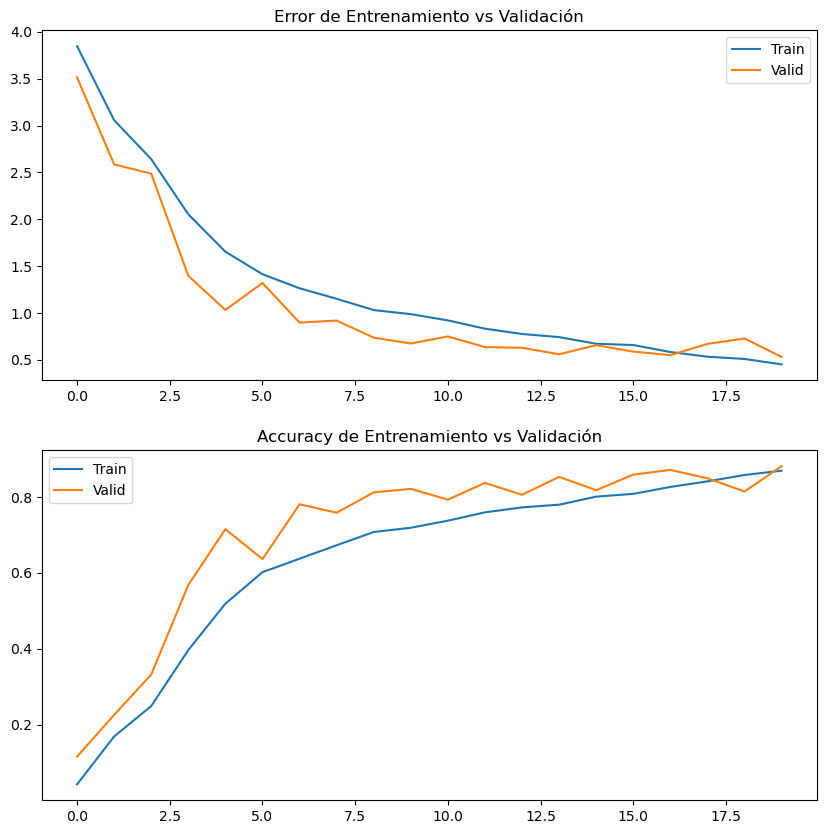 Error de Entrenamiento vs Validación
4.0
3.5
3.0
2.5
2.0
1.5
1.0
0.5
Train
Valid
0.0 2.5 5.0 7.5 10.0 12.5 15.0 17.5
Accuracy de Entrenamiento vs Validación
Train
Valid
0.8
0.6
0.4
0.2
0.0 2.5 5.0 7.5 10.0 12.5 15.0 17.5